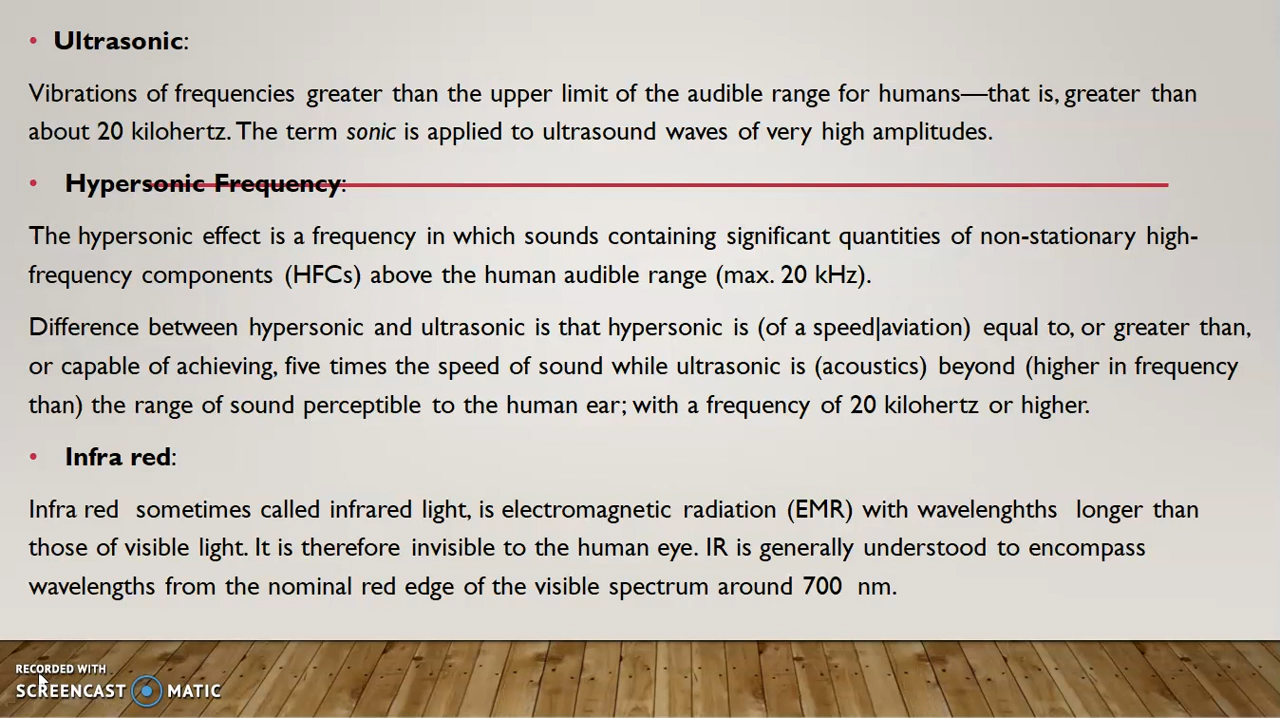 • Ultrasonic:
Vibrations of frequencies greater than the upper limit of the audible range for humans—that is, greater than
about 20 kilohertz. The term sonic is applied to ultrasound waves of very high amplitudes.
• Hypersonic Frequency:
The hypersonic effect is a frequency in which sounds containing significant quantities of non-stationary high-
frequency components (HFCs) above the human audible range (max. 20 kHz).
Difference between hypersonic and ultrasonic is that hypersonic is (of a speed|aviation) equal to, or greater than,
or capable of achieving, five times the speed of sound while ultrasonic is (acoustics) beyond (higher in frequency
than) the range of sound perceptible to the human ear; with a frequency of 20 kilohertz or higher.
• Infra red:
Infra red sometimes called infrared light, is electromagnetic radiation (EMR) with wavelenghths longer than
those of visible light. It is therefore invisible to the human eye. IR is generally understood to encompass
wavelengths from the nominal red edge of the visible spectrum around 700 nm.
RECORDED WITH
SCREENCAST MATIC